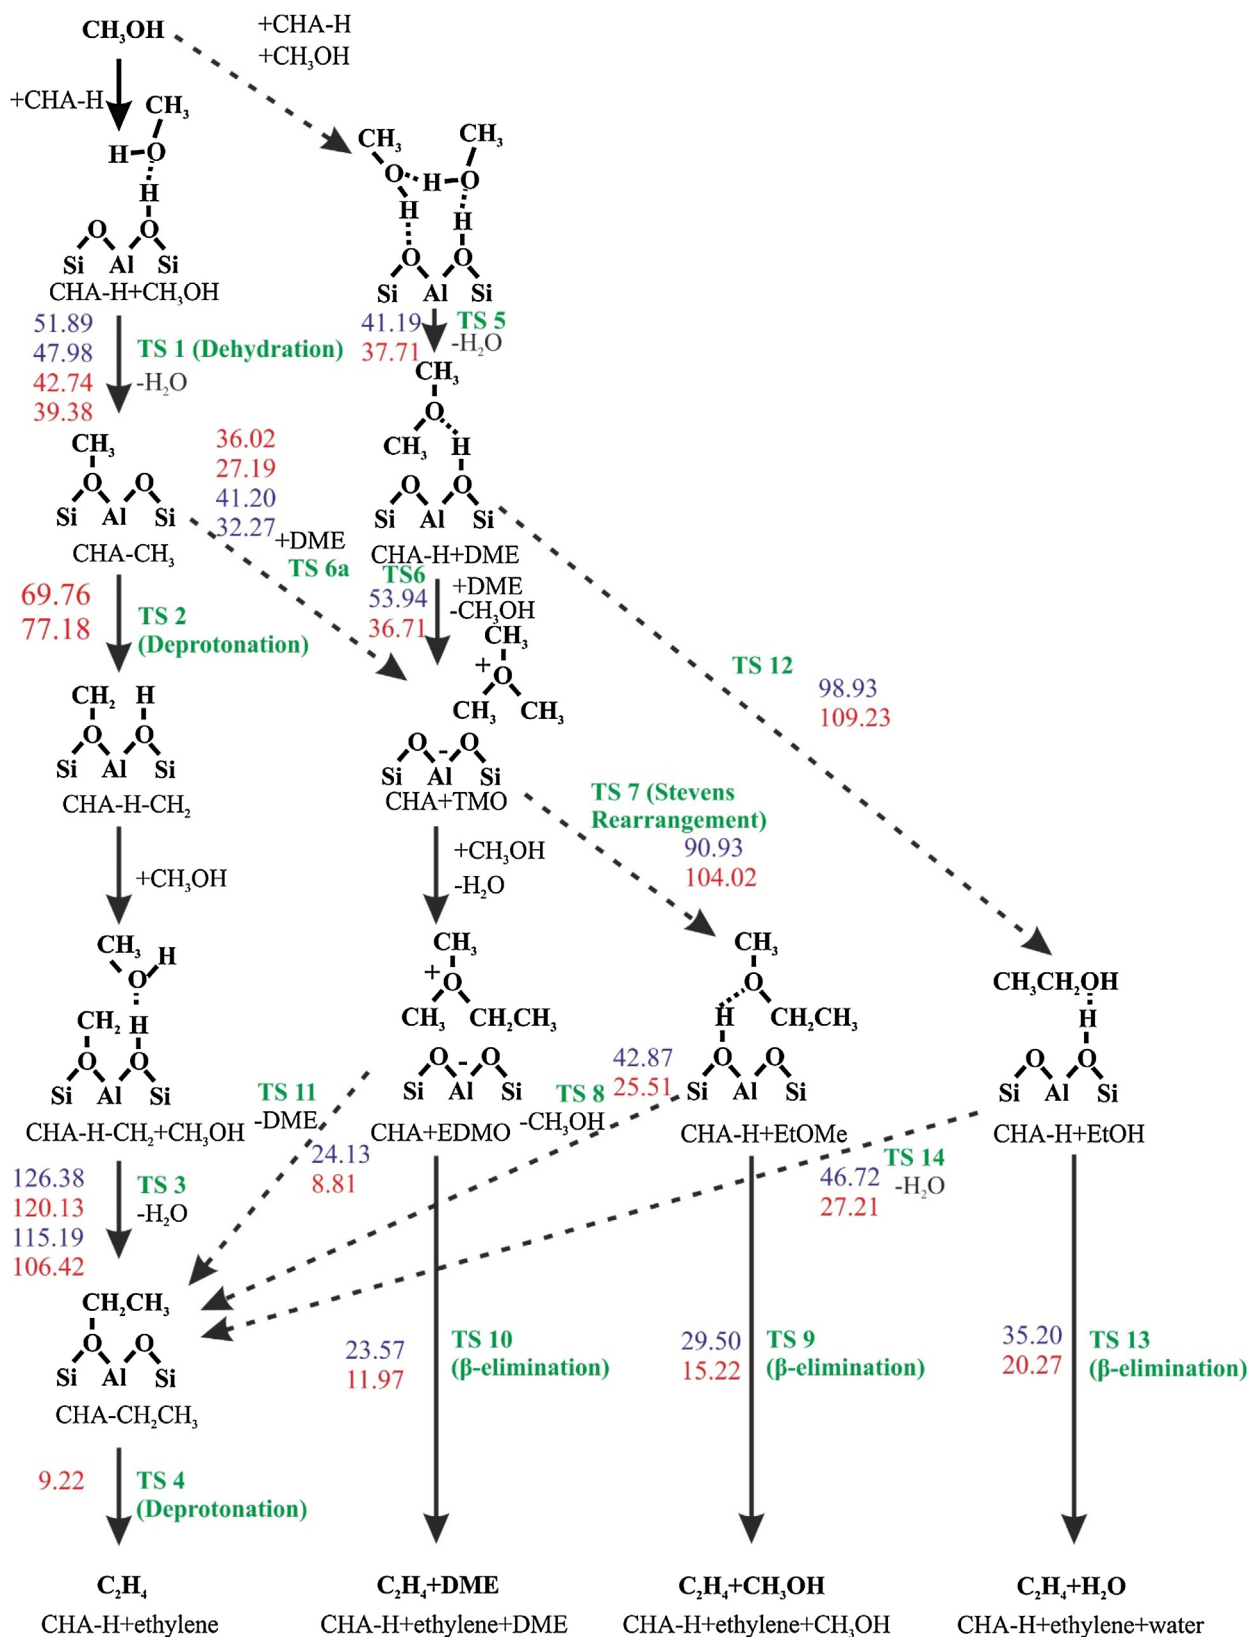 CH₃OH
+CHA-H
+CH₃OH
+CHA-H
CH₃
H O
H
O O
Si Al Si
CHA-H+CH₃OH
CH₃ CH₃
O H O
H H
O O
Si Al Si
51.89
47.98
42.74
39.38
TS 1 (Dehydration)
-H₂O
41.19
37.71
TS 5
-H₂O
CH₃
O
CH₃ H
O O
Si Al Si
CHA-H+DME
CH₃
O O
Si Al Si
CHA-CH₃
36.02
27.19
41.20
32.27
+DME
TS 6a
TS6
53.94
36.71
+DME
-CH₃OH
69.76
77.18
TS 2
(Deprotonation)
CH₃
+
O
CH₃ CH₃
O - O
Si Al Si
CHA+TMO
TS 12
98.93
109.23
CH₂ H
O O
Si Al Si
CHA-H-CH₂
TS 7 (Stevens
Rearrangement)
90.93
104.02
+CH₃OH
+CH₃OH
-H₂O
CH₃ H
O
CH₂ H
O O
Si Al Si
CHA-H-CH₂+CH₃OH
CH₃
+
O
CH₃ CH₂CH₃
O - O
Si Al Si
CHA+EDMO
CH₃
O
H CH₂CH₃
O O
Si Al Si
CHA-H+EtOMe
CH₃CH₂OH
H
O O
Si Al Si
CHA-H+EtOH
TS 11
-DME
24.13
8.81
42.87
25.51
TS 8
-CH₃OH
TS 14
46.72
-H₂O
27.21
126.38
120.13
115.19
106.42
TS 3
-H₂O
CH₂CH₃
O O
Si Al Si
CHA-CH₂CH₃
23.57
11.97
TS 10
(β-elimination)
29.50
15.22
TS 9
(β-elimination)
35.20
20.27
TS 13
(β-elimination)
9.22
TS 4
(Deprotonation)
C₂H₄
CHA-H+ethylene
C₂H₄+DME
CHA-H+ethylene+DME
C₂H₄+CH₃OH
CHA-H+ethylene+CH₃OH
C₂H₄+H₂O
CHA-H+ethylene+water